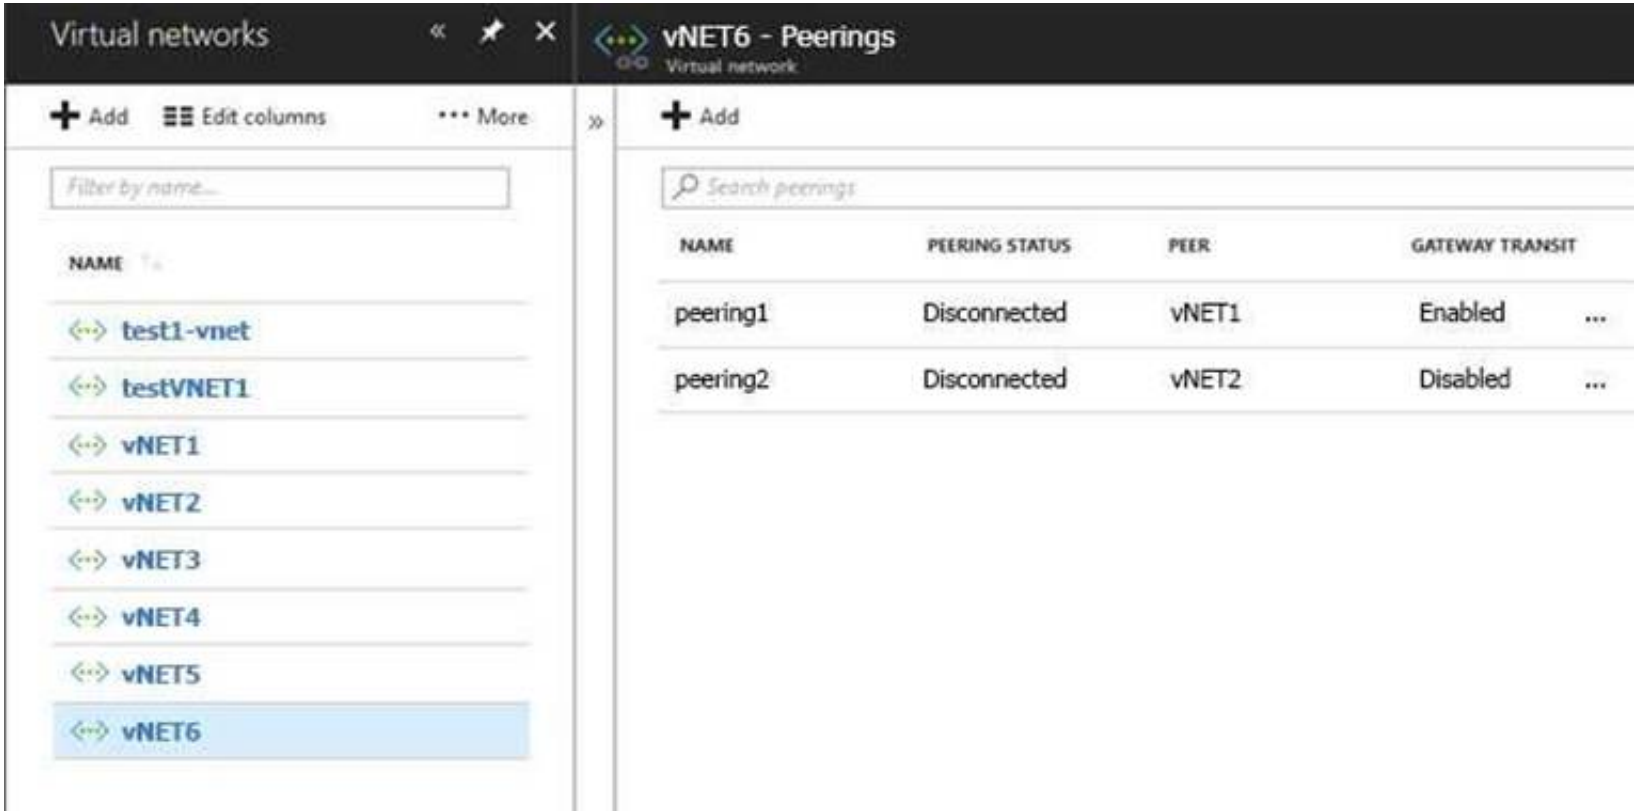 Virtual networks
vNET6 - Peerings
Virtual network
Add Edit columns ... More
Add
Filter by name...
Search peerings
NAME
NAME PEERING STATUS PEER GATEWAY TRANSIT
peering1 Disconnected vNET1 Enabled ...
peering2 Disconnected vNET2 Disabled ...
test1-vnet
testVNET1
vNET1
vNET2
vNET3
vNET4
vNET5
vNET6